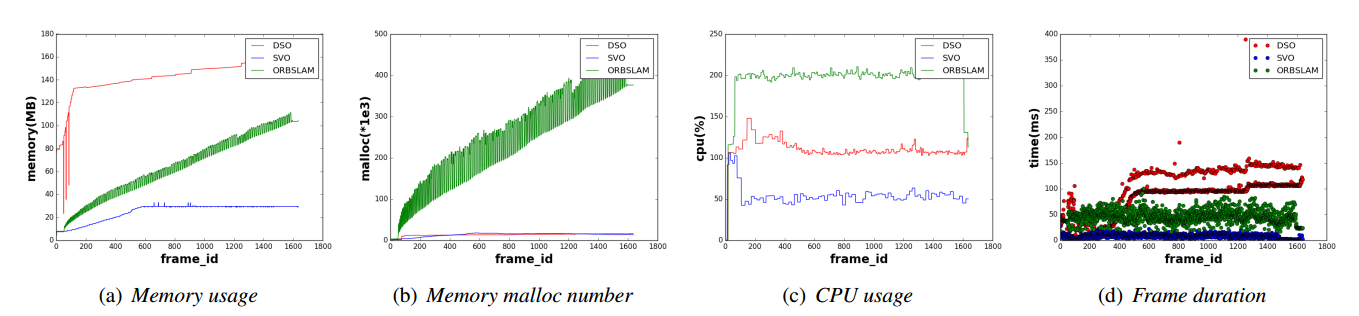 180
160
140
120
100
80
60
40
20
0
memory(MB)
DSO
SVO
ORBSLAM
0 200 400 600 800 1000 1200 1400 1600 1800
frame_id
(a) Memory usage
500
400
300
200
100
0
malloc(*1e3)
DSO
SVO
ORBSLAM
200 400 600 800 1000 1200 1400 1600 1800
frame_id
(b) Memory malloc number
250
200
150
100
50
0
cpu(%)
DSO
SVO
ORBSLAM
200 400 600 800 1000 1200 1400 1600 1800
frame_id
(c) CPU usage
400
350
300
250
200
150
100
50
0
time(ms)
DSO
SVO
ORBSLAM
200 400 600 800 1000 1200 1400 1600 1800
frame_id
(d) Frame duration